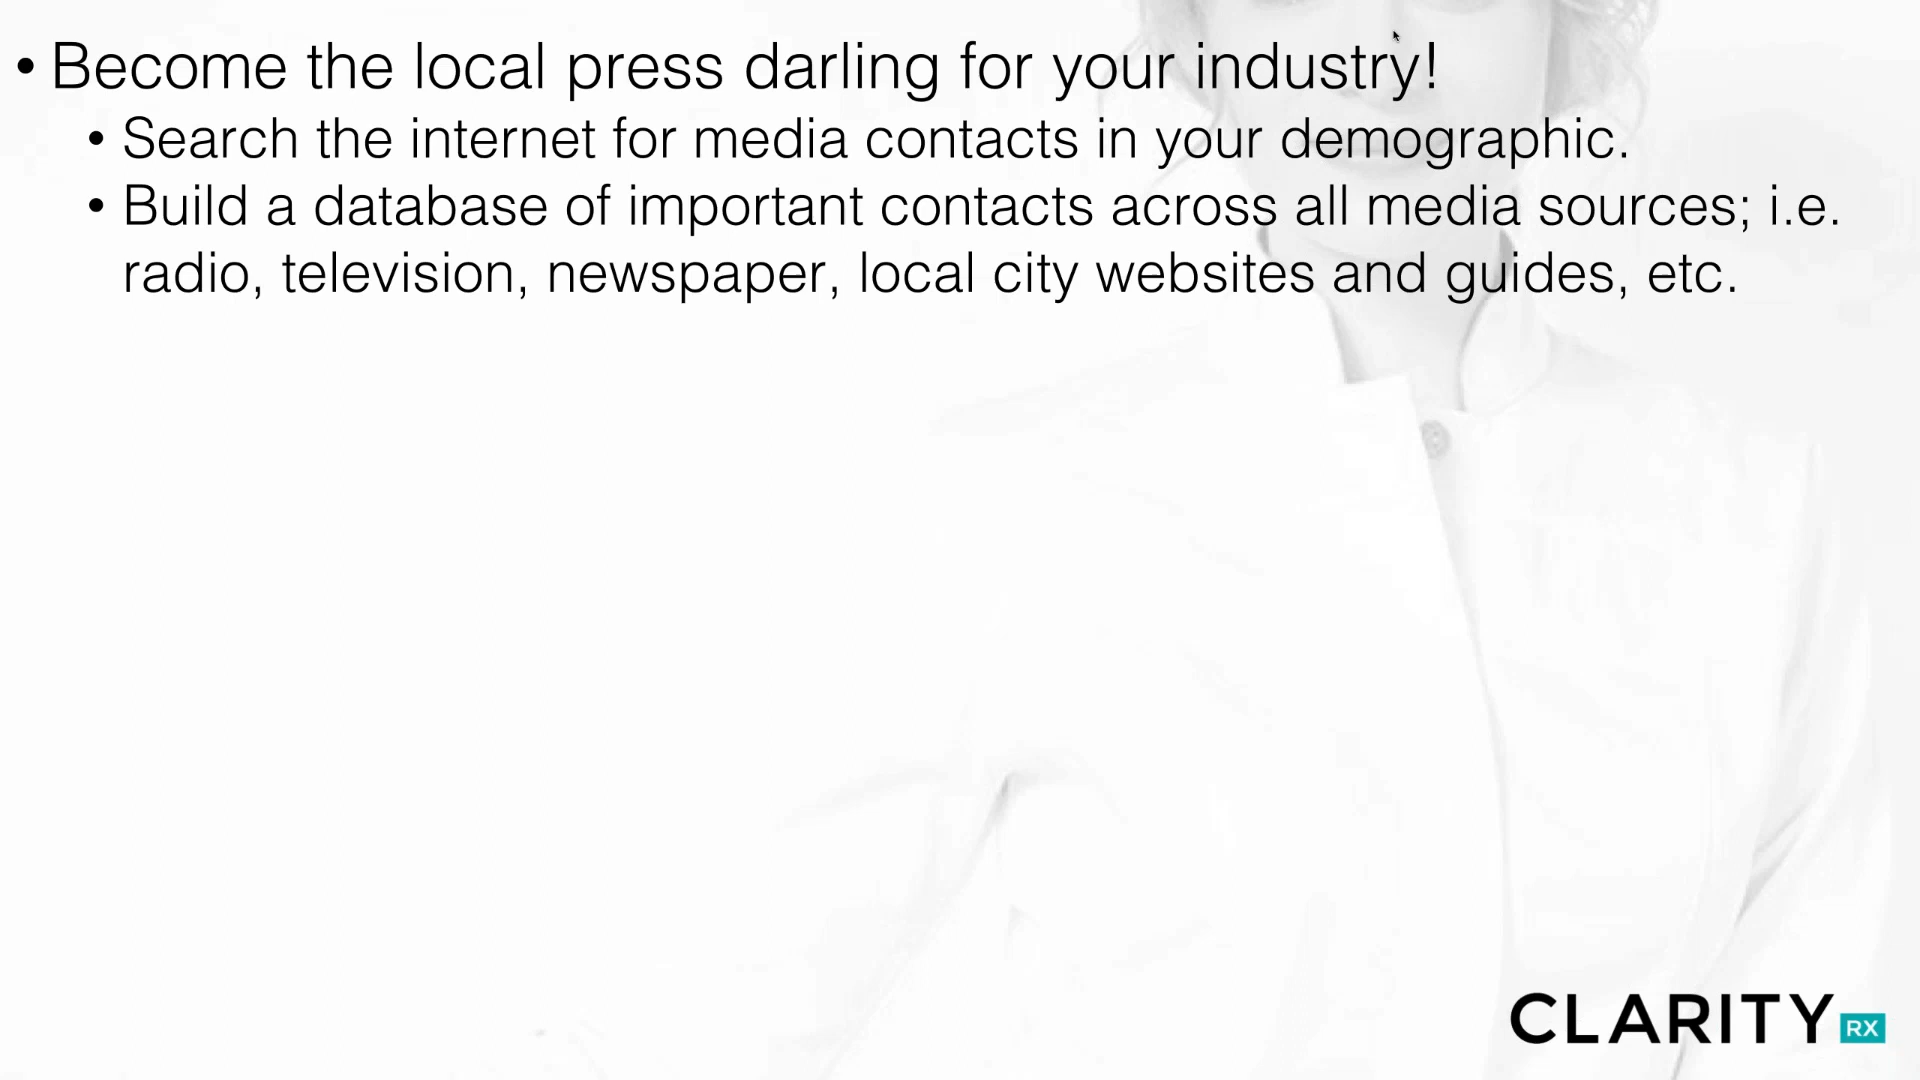 • Become the local press darling for your industry!
• Search the internet for media contacts in your demographic.
• Build a database of important contacts across all media sources; i.e.
radio, television, newspaper, local city websites and guides, etc.
CLARITY RX